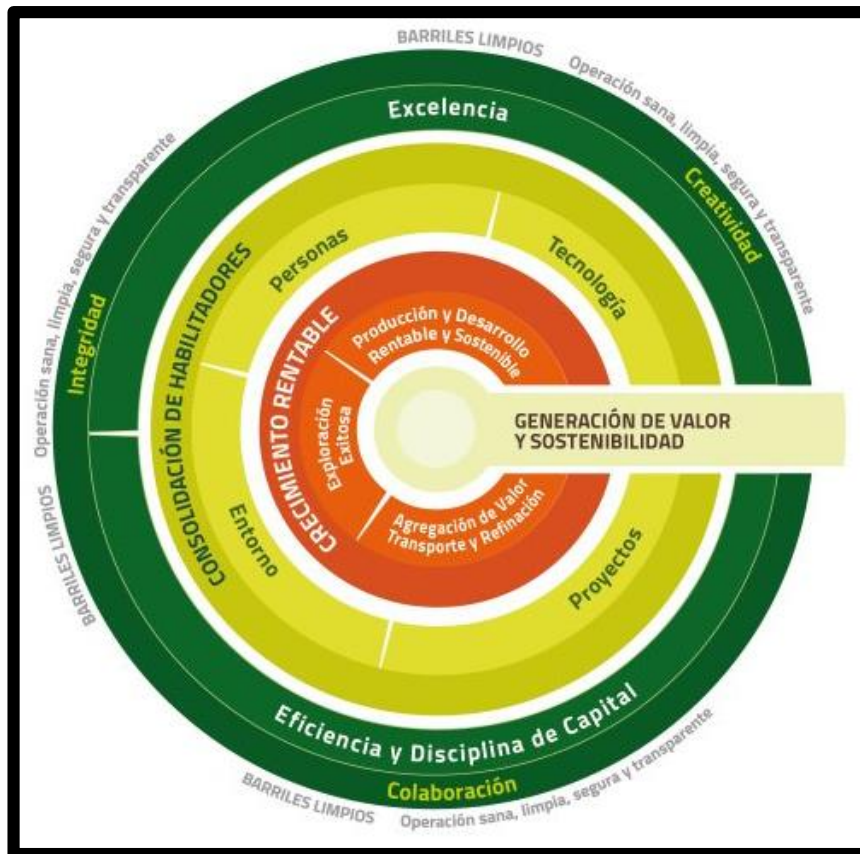 BARRILES LIMPIOS
Operación sana, limpia, segura y transparente
Excelencia
Creatividad
Operación sana, limpia, segura y transparente
Integridad
CONSOLIDACIÓN DE HABILITADORES
Personas
Tecnología
CRECIMIENTO RENTABLE
Producción y Desarrollo
Rentable y Sostenible
Exploración
Exitosa
GENERACIÓN DE VALOR
Y SOSTENIBILIDAD
Agregación de Valor
Transporte y Refinación
Entorno
Proyectos
BARRILES LIMPIOS
Eficiencia y Disciplina de Capital
Colaboración
BARRILES LIMPIOS
Operación sana, limpia, segura y transparente